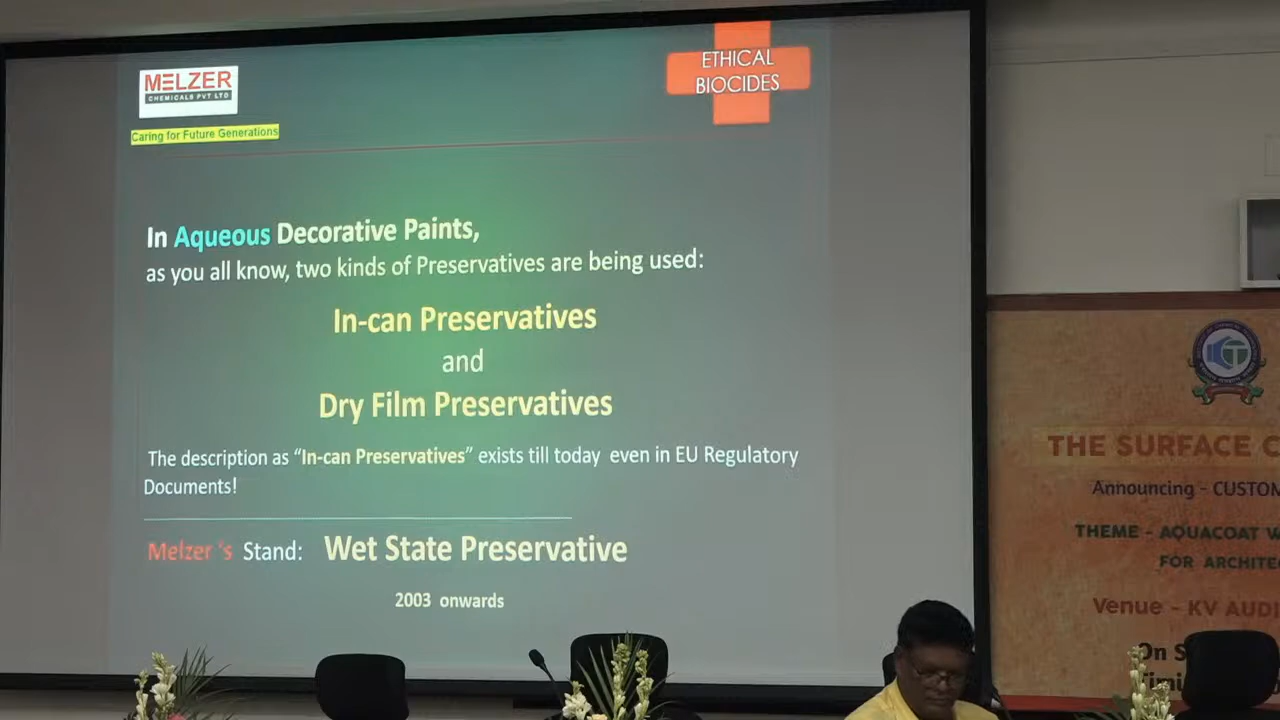 MELZER
CHEMICALS PVT LTD
Caring for Future Generations
ETHICAL
BIOCIDES
In Aqueous Decorative Paints,
as you all know, two kinds of Preservatives are being used:
In-can Preservatives
and
Dry Film Preservatives
The description as “In-can Preservatives” exists till today even in EU Regulatory
Documents!
Melzer 's Stand: Wet State Preservative
2003 onwards
THE SURFACE
Announcing -
THEME - AQUACOAT
FOR
Venue - KV
On